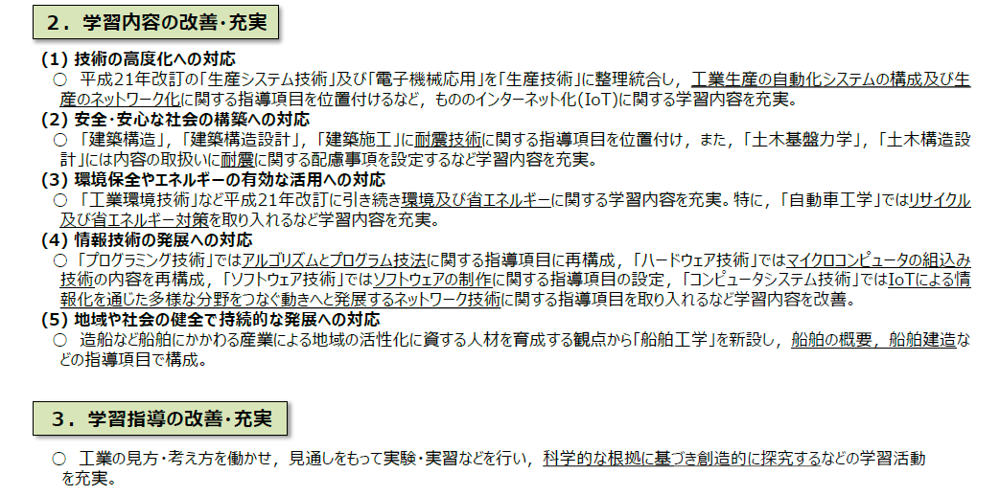 ２．学習内容の改善・充実
(1) 技術の高度化への対応
○　平成21年改訂の「生産システム技術」及び「電子機械応用」を「生産技術」に整理統合し，工業生産の自動化システムの構成及び生
産のネットワーク化に関する指導項目を位置付けるなど，もののインターネット化(IoT)に関する学習内容を充実。
(2) 安全・安心な社会の構築への対応
○　「建築構造」，「建築構造設計」，「建築施工」に耐震技術に関する指導項目を位置付け，また，「土木基盤力学」，「土木構造設
計」には内容の取扱いに耐震に関する配慮事項を設定するなど学習内容を充実。
(3) 環境保全やエネルギーの有効な活用への対応
○　「工業環境技術」など平成21年改訂に引き続き環境及び省エネルギーに関する学習内容を充実。特に，「自動車工学」ではリサイクル
及び省エネルギー対策を取り入れるなど学習内容を充実。
(4) 情報技術の発展への対応
○　「プログラミング技術」ではアルゴリズムとプログラム技法に関する指導項目に再構成，「ハードウェア技術」ではマイクロコンピュータの組込み
技術の内容を再構成，「ソフトウェア技術」ではソフトウェアの制作に関する指導項目の設定，「コンピュータシステム技術」ではIoTによる情
報化を通じた多様な分野をつなぐ動きへと発展するネットワーク技術に関する指導項目を取り入れるなど学習内容を改善。
(5) 地域や社会の健全で持続的な発展への対応
○　造船など船舶にかかわる産業による地域の活性化に資する人材を育成する観点から「船舶工学」を新設し，船舶の概要，船舶建造な
どの指導項目で構成。
３．学習指導の改善・充実
○　工業の見方・考え方を働かせ，見通しをもって実験・実習などを行い，科学的な根拠に基づき創造的に探究するなどの学習活動
を充実。